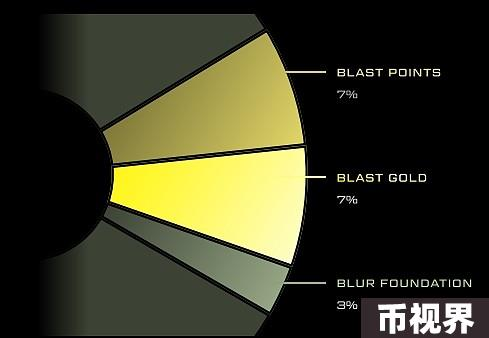 BLAST POINTS
7%
BLAST GOLD
7%
BLUR FOUNDATION
3%
币视界